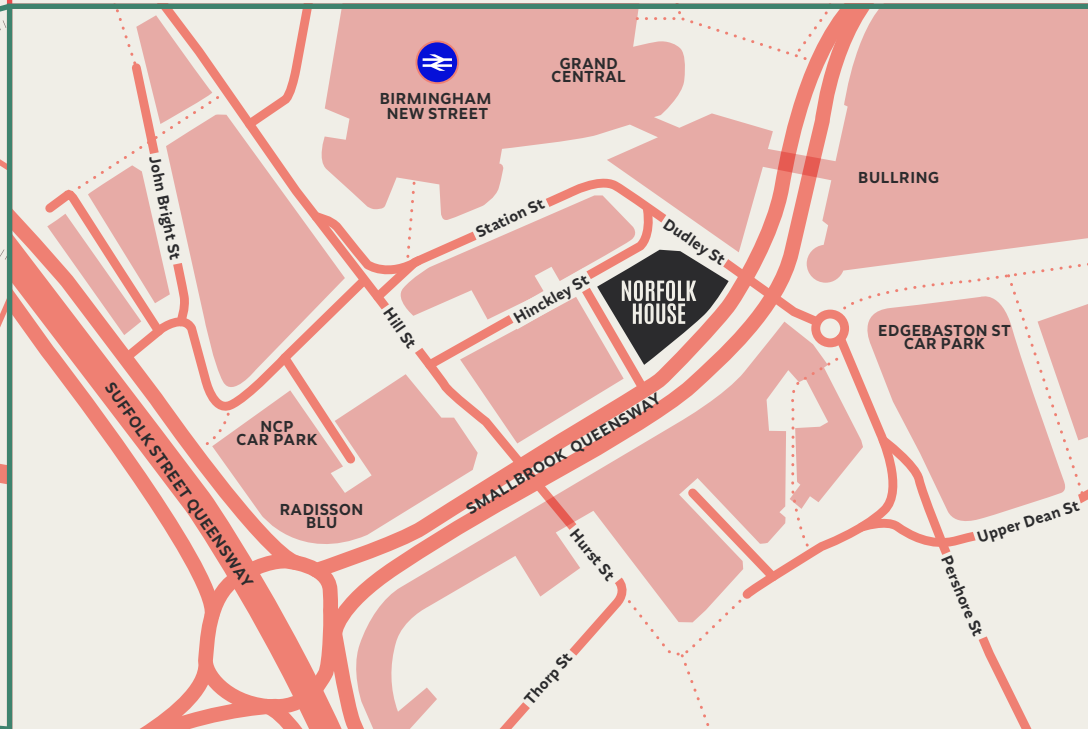 GRAND
CENTRAL
BIRMINGHAM
NEW STREET
BULLRING
John Bright St
Station St
Dudley St
Hinckley St
NORFOLK
HOUSE
Hill St
EDGEBASTON ST
CAR PARK
NCP
CAR PARK
SUFFOLK STREET QUEENSWAY
SMALLBROOK QUEENSWAY
RADISSON
BLU
Upper Dean St
Hurst St
Pershore St
Thorp St